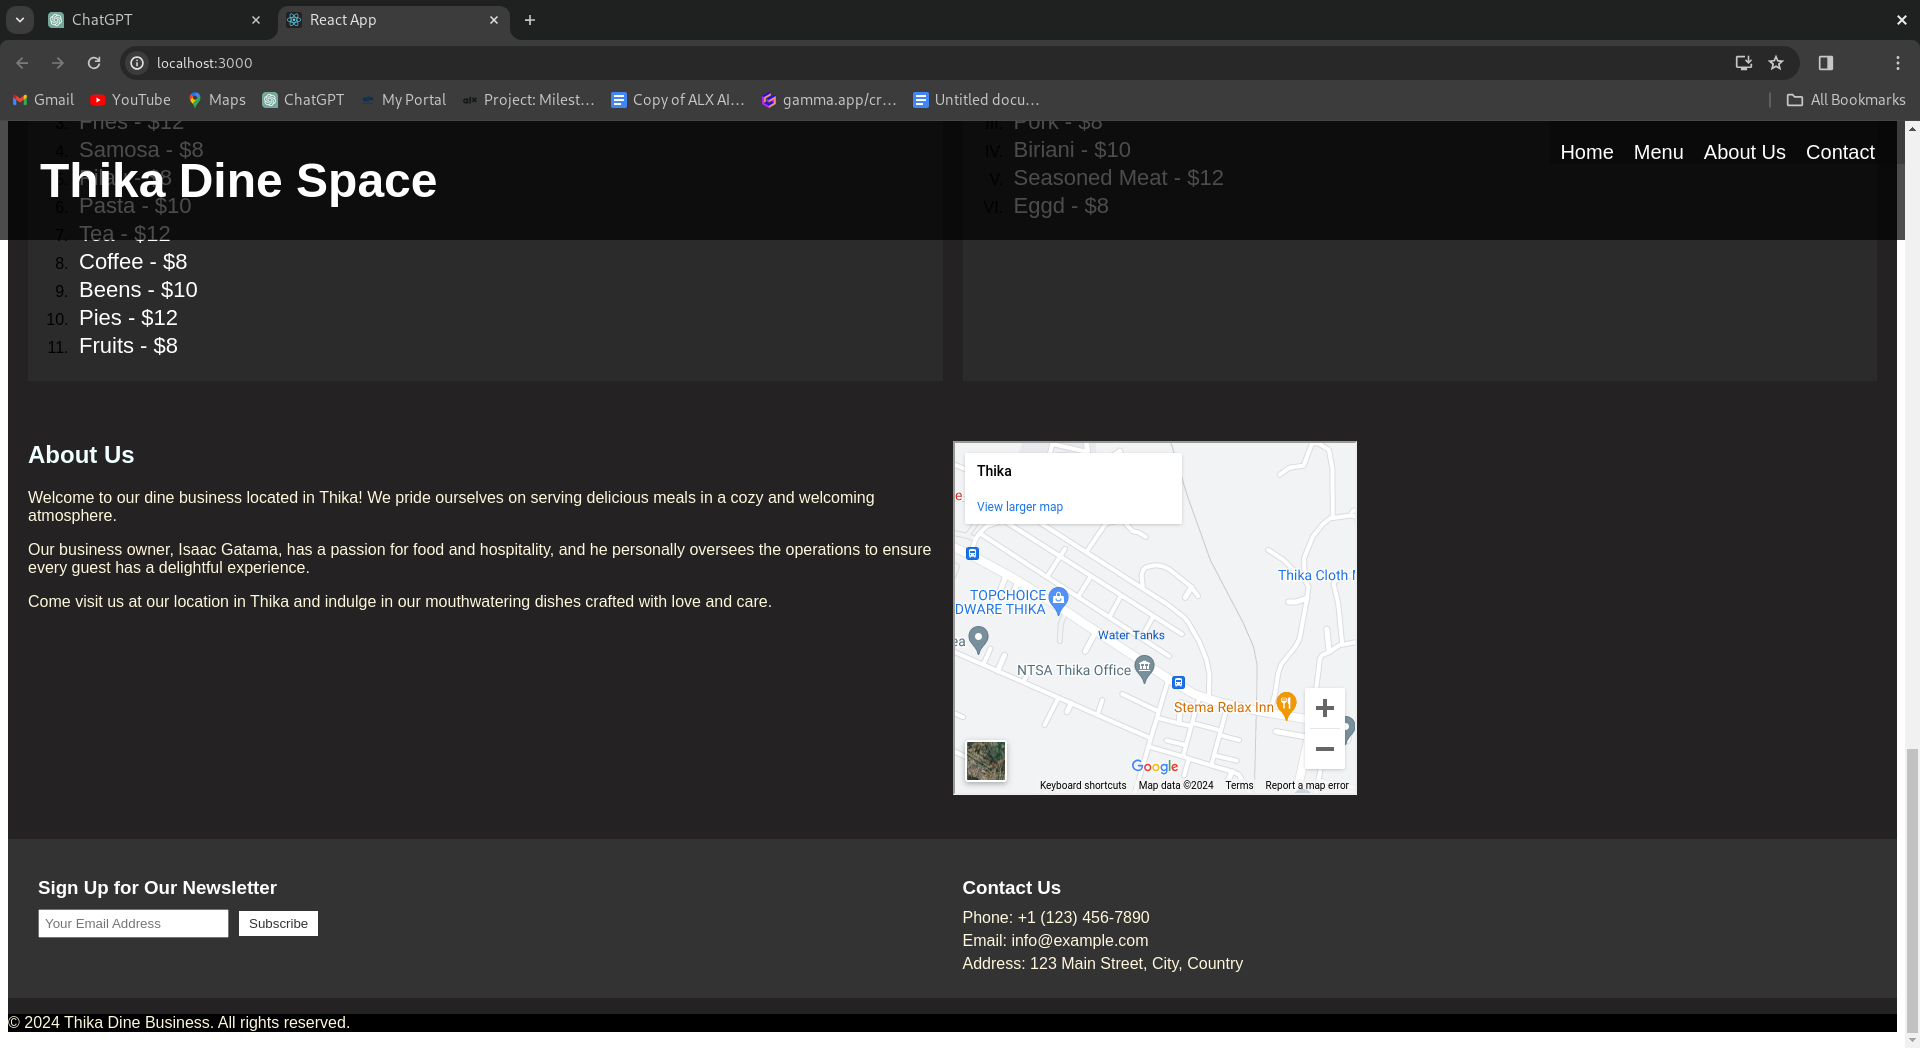 ChatGPT
React App
localhost:3000
Gmail
YouTube
Maps
ChatGPT
My Portal
Project: Milest...
Copy of ALX AI...
gamma.app/cr...
Untitled docu...
All Bookmarks
Thika Dine Space
Home
Menu
About Us
Contact
3. Fries - $12
4. Samosa - $8
6. Pasta - $10
7. Tea - $12
8. Coffee - $8
9. Beens - $10
10. Pies - $12
11. Fruits - $8
III. Pork - $8
IV. Biriani - $10
V. Seasoned Meat - $12
VI. Eggd - $8
About Us
Welcome to our dine business located in Thika! We pride ourselves on serving delicious meals in a cozy and welcoming
atmosphere.
Our business owner, Isaac Gatama, has a passion for food and hospitality, and he personally oversees the operations to ensure
every guest has a delightful experience.
Come visit us at our location in Thika and indulge in our mouthwatering dishes crafted with love and care.
Thika
View larger map
e
Thika Cloth M
TOPCHOICE
DWARE THIKA
Water Tanks
ea
NTSA Thika Office
Stema Relax Inn
Google
Keyboard shortcuts
Map data ©2024
Terms
Report a map error
Sign Up for Our Newsletter
Your Email Address
Subscribe
Contact Us
Phone: +1 (123) 456-7890
Email: info@example.com
Address: 123 Main Street, City, Country
© 2024 Thika Dine Business. All rights reserved.